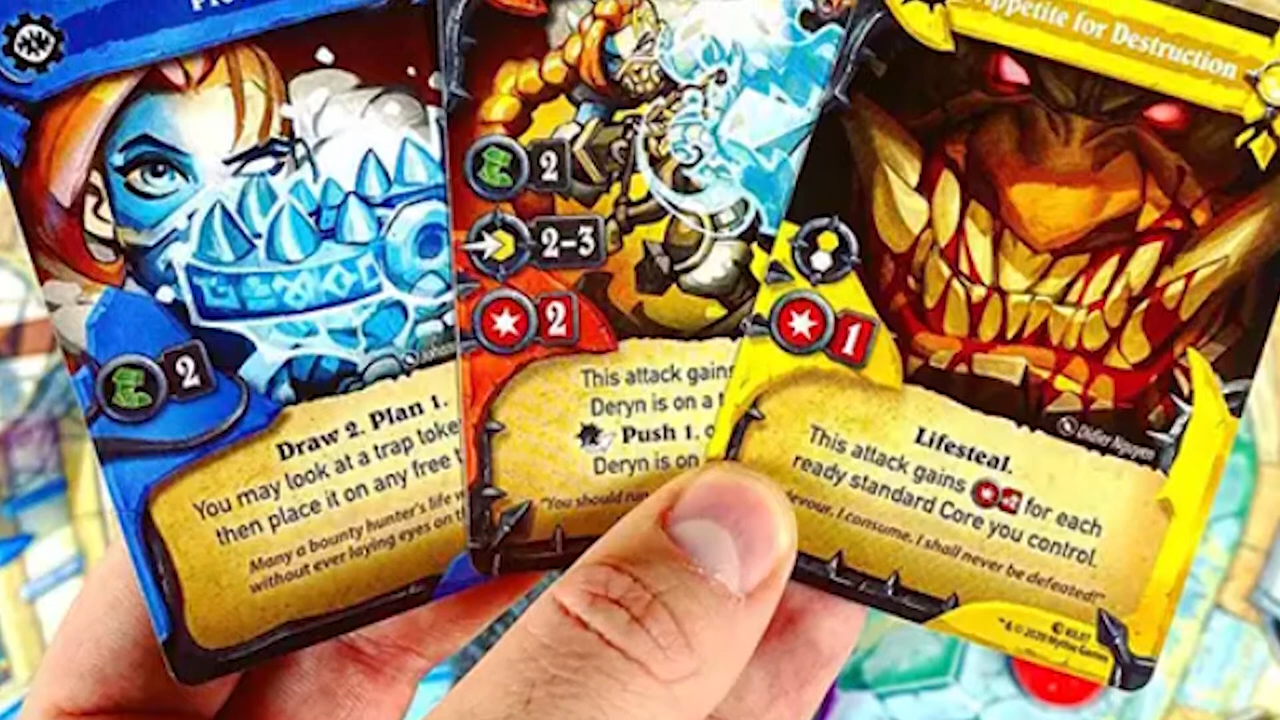 2
Draw 2. Plan 1.
You may look at a trap toke
then place it on any free t
Many a bounty hunter's life w
without ever laying eyes on t
2
2-3
2
This attack gains
Deryn is on a
Push 1. o
Deryn is on
"You should run
Appetite for Destruction
1
Didier Nguyen
Lifesteal.
This attack gains for each
ready standard Core you control.
devour, I consume, I shall never be defeated!"
™ & © 2020 Mythic Games